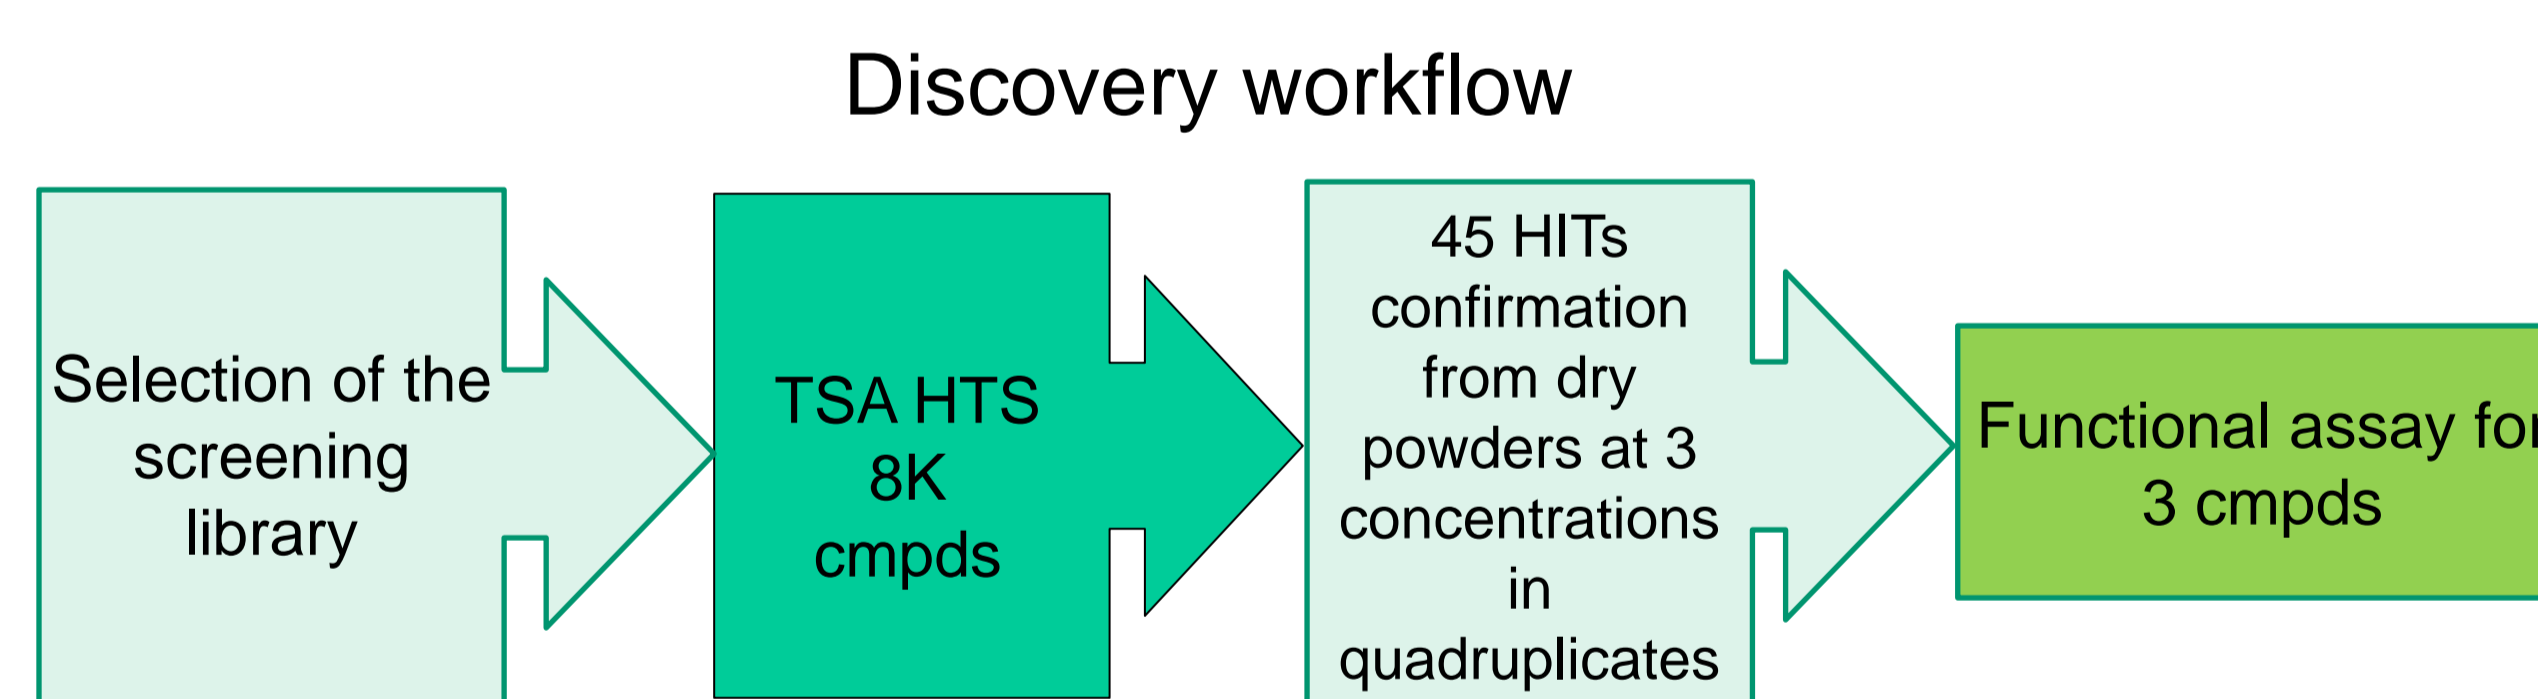 Discovery workflow
Selection of the
screening
library
TSA HTS
8K
cmpds
45 HITs
confirmation
from dry
powders at 3
concentrations
in
quadruplicates
Functional assay for
3 cmpds